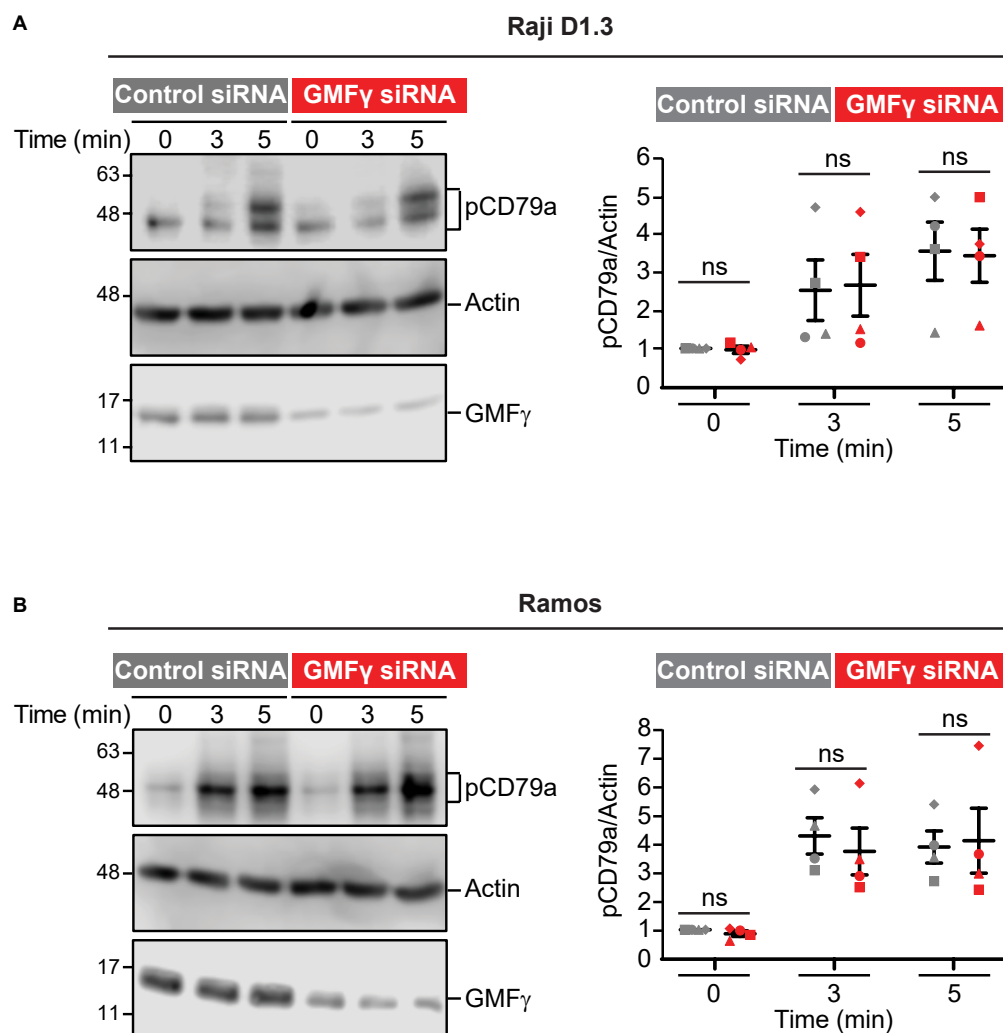 A
Raji D1.3
Control siRNA GMFγ siRNA
Time (min) 0 3 5 0 3 5
63
48
pCD79a
48
Actin
17
11
GMFγ
Control siRNA GMFγ siRNA
pCD79a/Actin
6
5
4
3
2
1
0
ns
ns
ns
0 3 5
Time (min)
B
Ramos
Control siRNA GMFγ siRNA
Time (min) 0 3 5 0 3 5
63
48
pCD79a
48
Actin
17
11
GMFγ
Control siRNA GMFγ siRNA
pCD79a/Actin
8
7
6
5
4
3
2
1
0
ns
ns
ns
0 3 5
Time (min)